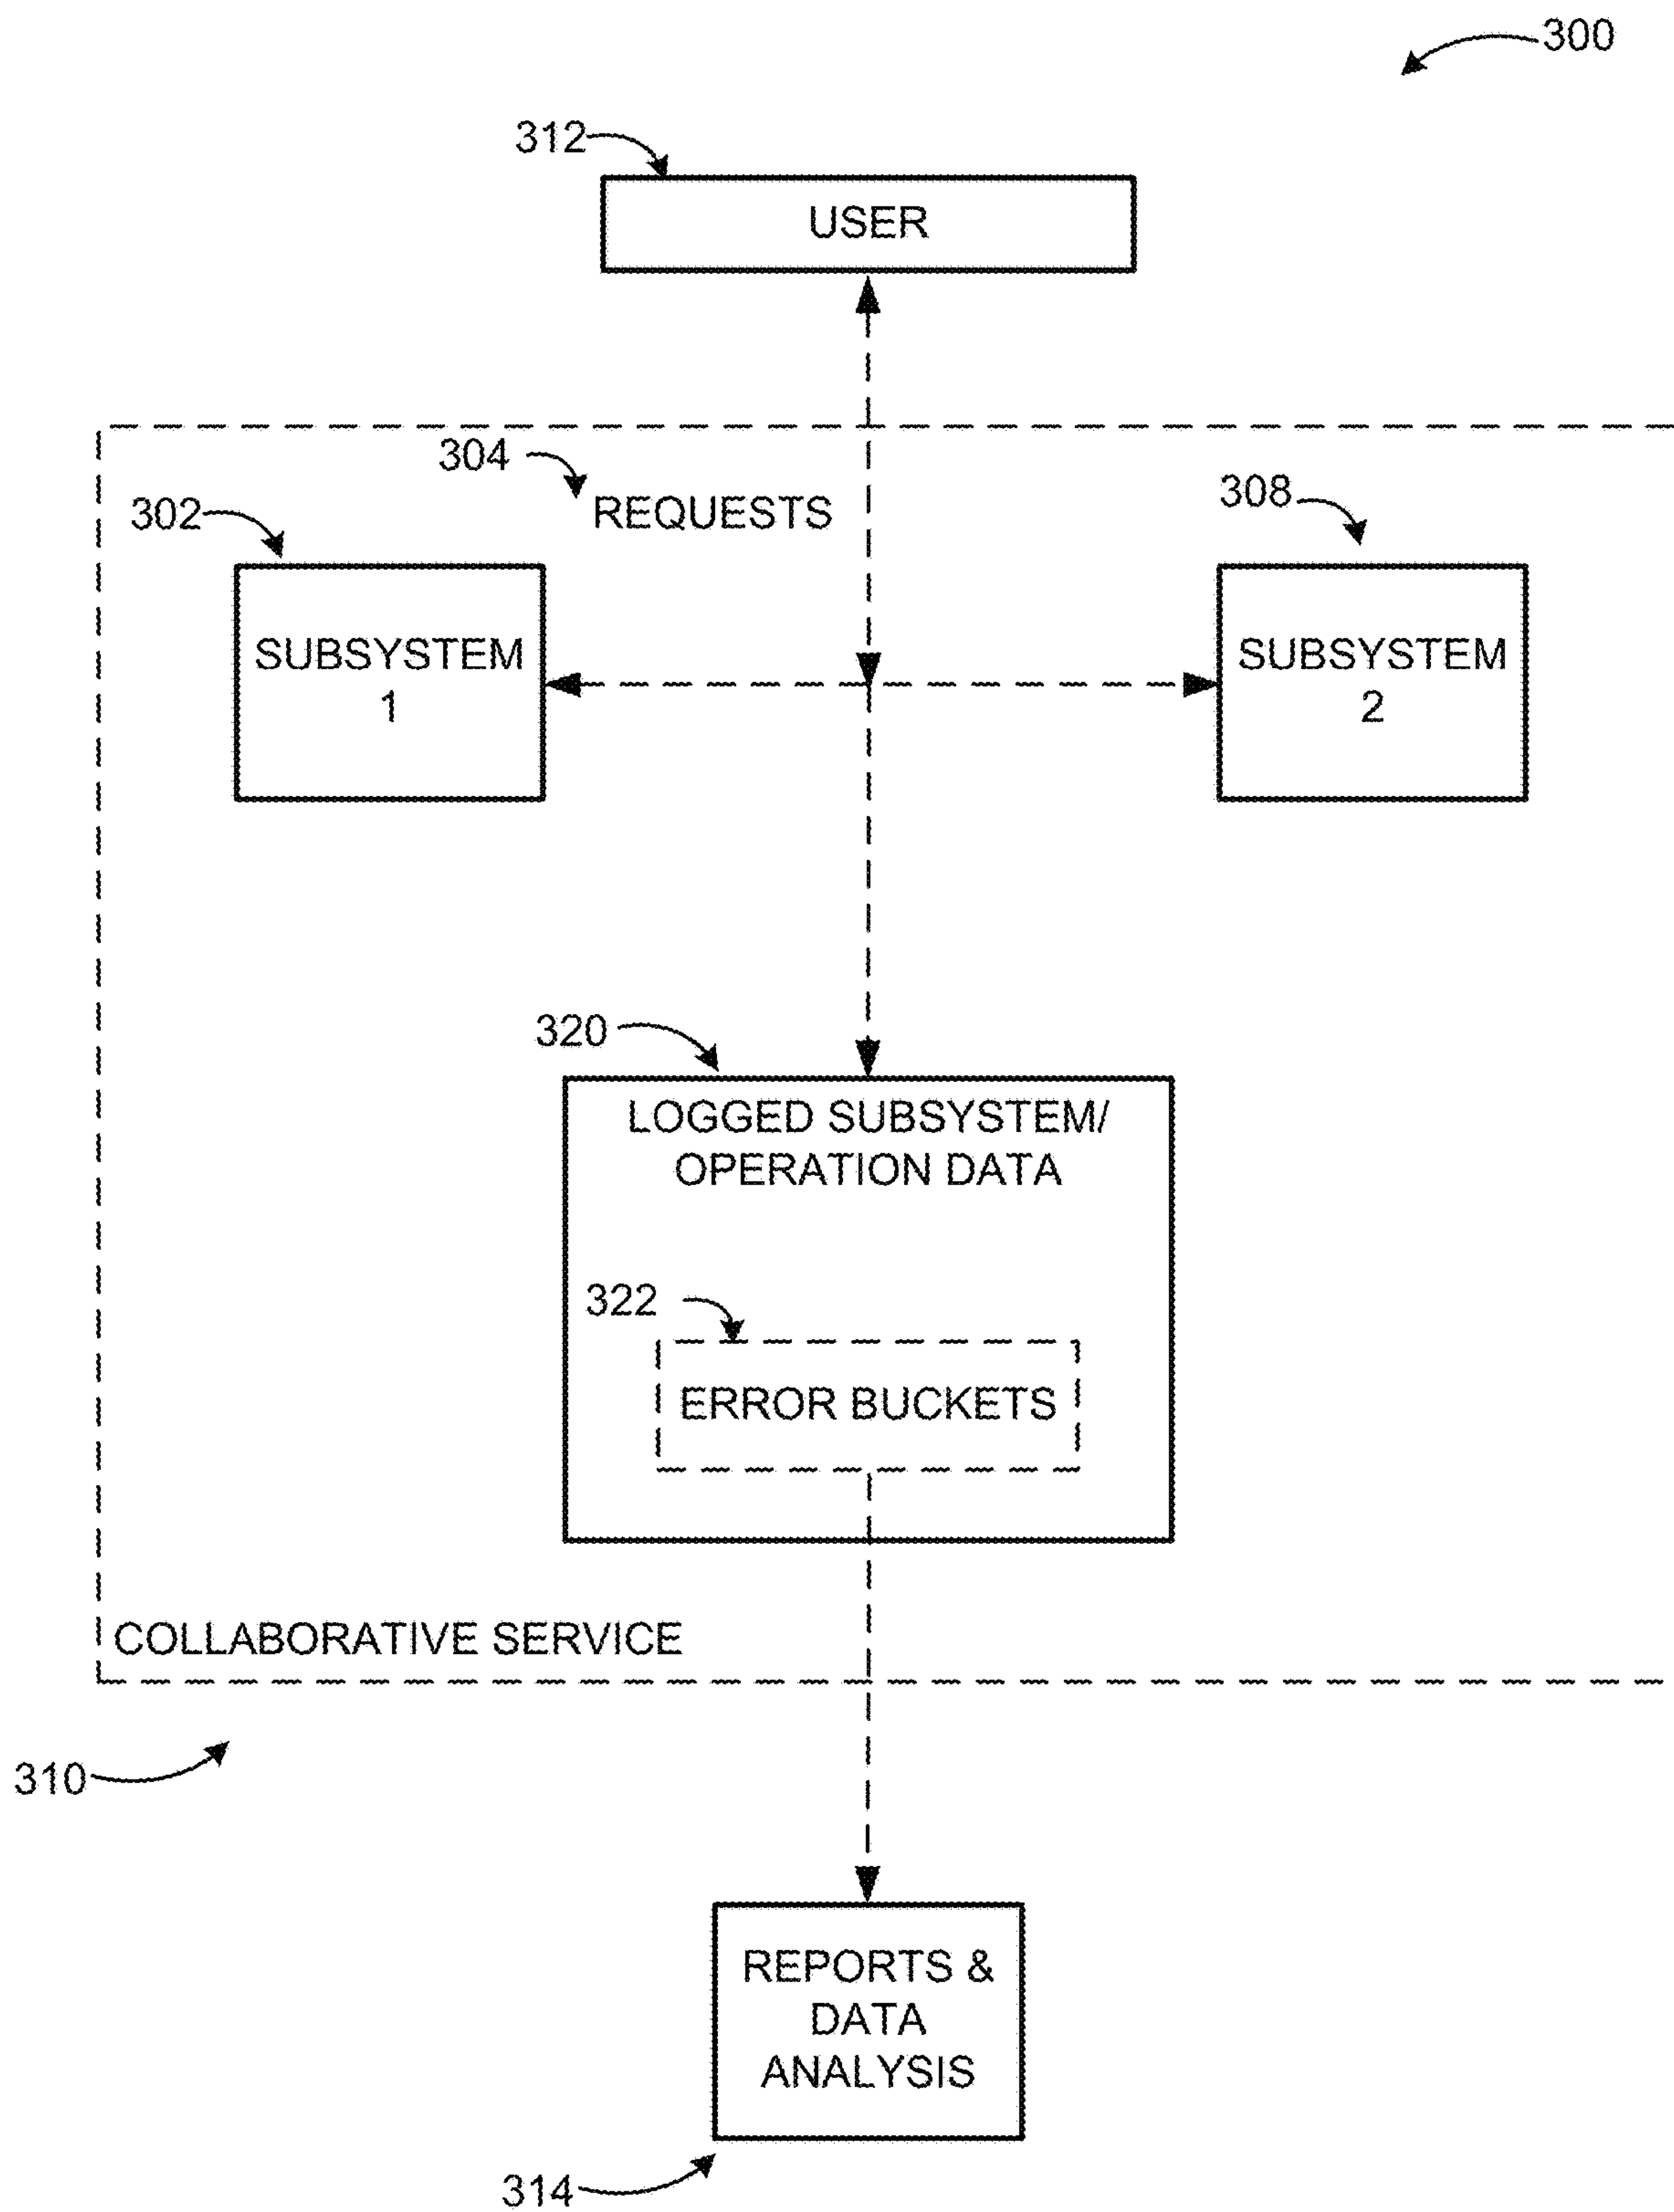 300
312
USER
304
REQUESTS
302
308
SUBSYSTEM
1
SUBSYSTEM
2
320
LOGGED SUBSYSTEM/
OPERATION DATA
322
ERROR BUCKETS
COLLABORATIVE SERVICE
310
REPORTS &
DATA
ANALYSIS
314